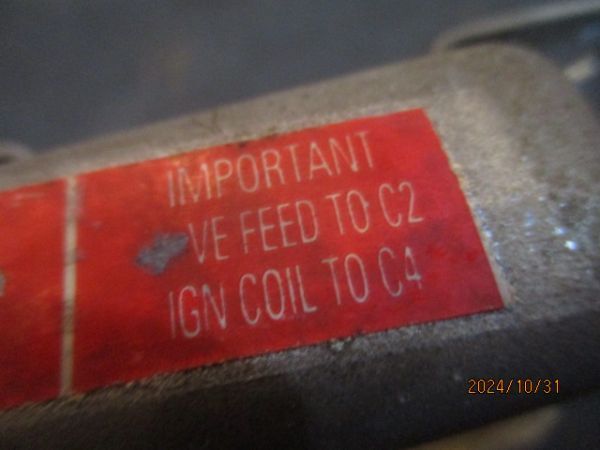 IMPORTANT
VE FEED TO C2
IGN COIL TO C4
2024/10/31